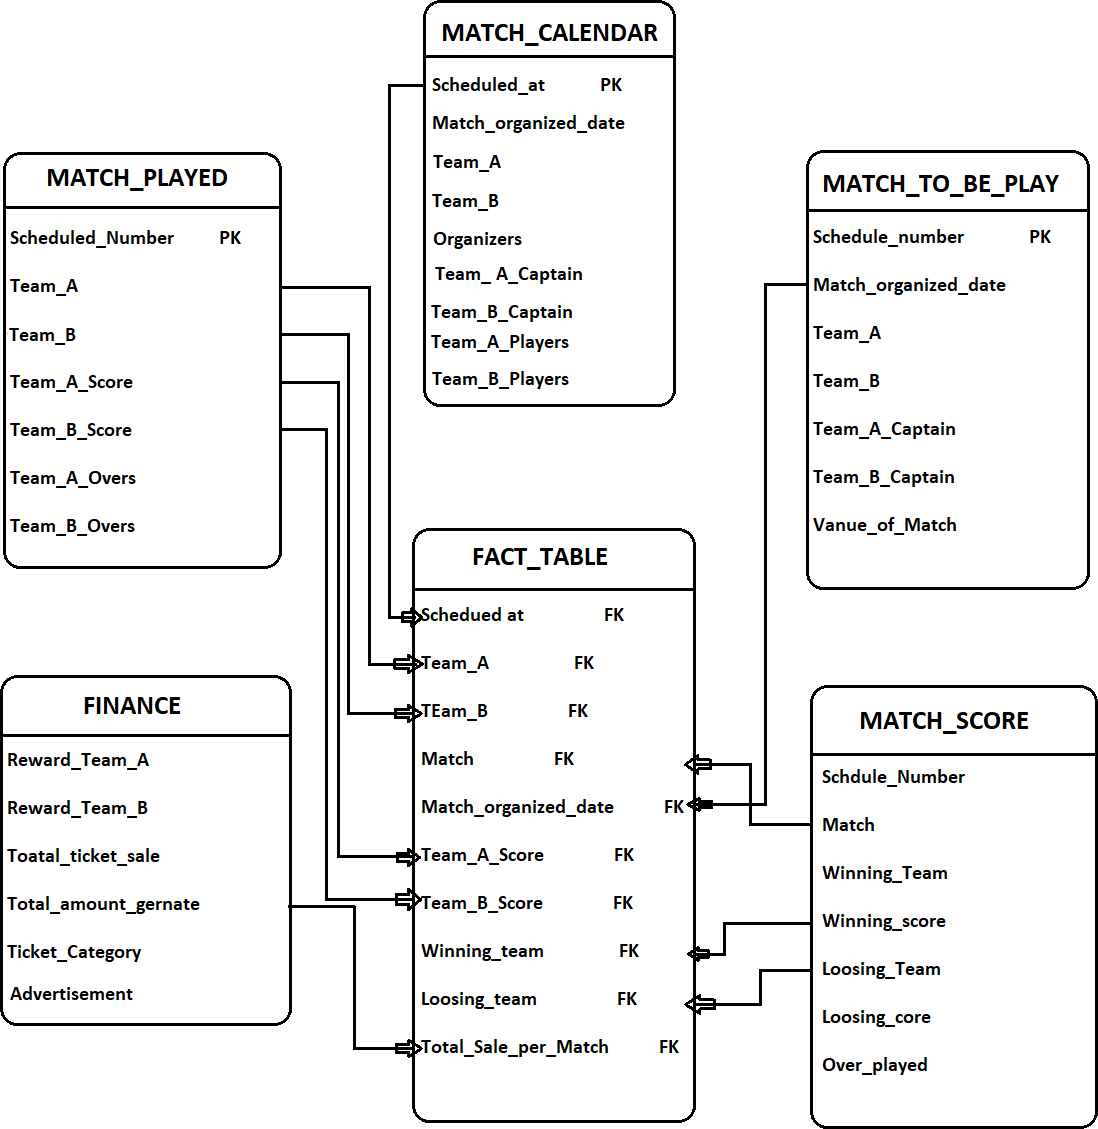 MATCH_CALENDAR
Scheduled_at PK
Match_organized_date
Team_A
Team_B
Organizers
Team_ A_Captain
Team_B_Captain
Team_A_Players
Team_B_Players
MATCH_PLAYED
Scheduled_Number PK
Team_A
Team_B
Team_A_Score
Team_B_Score
Team_A_Overs
Team_B_Overs
MATCH_TO_BE_PLAY
Schedule_number PK
Match_organized_date
Team_A
Team_B
Team_A_Captain
Team_B_Captain
Vanue_of_Match
FACT_TABLE
Schedued at FK
Team_A FK
TEam_B FK
Match FK
Match_organized_date FK
Team_A_Score FK
Team_B_Score FK
Winning_team FK
Loosing_team FK
Total_Sale_per_Match FK
FINANCE
Reward_Team_A
Reward_Team_B
Toatal_ticket_sale
Total_amount_gernate
Ticket_Category
Advertisement
MATCH_SCORE
Schdule_Number
Match
Winning_Team
Winning_score
Loosing_Team
Loosing_core
Over_played